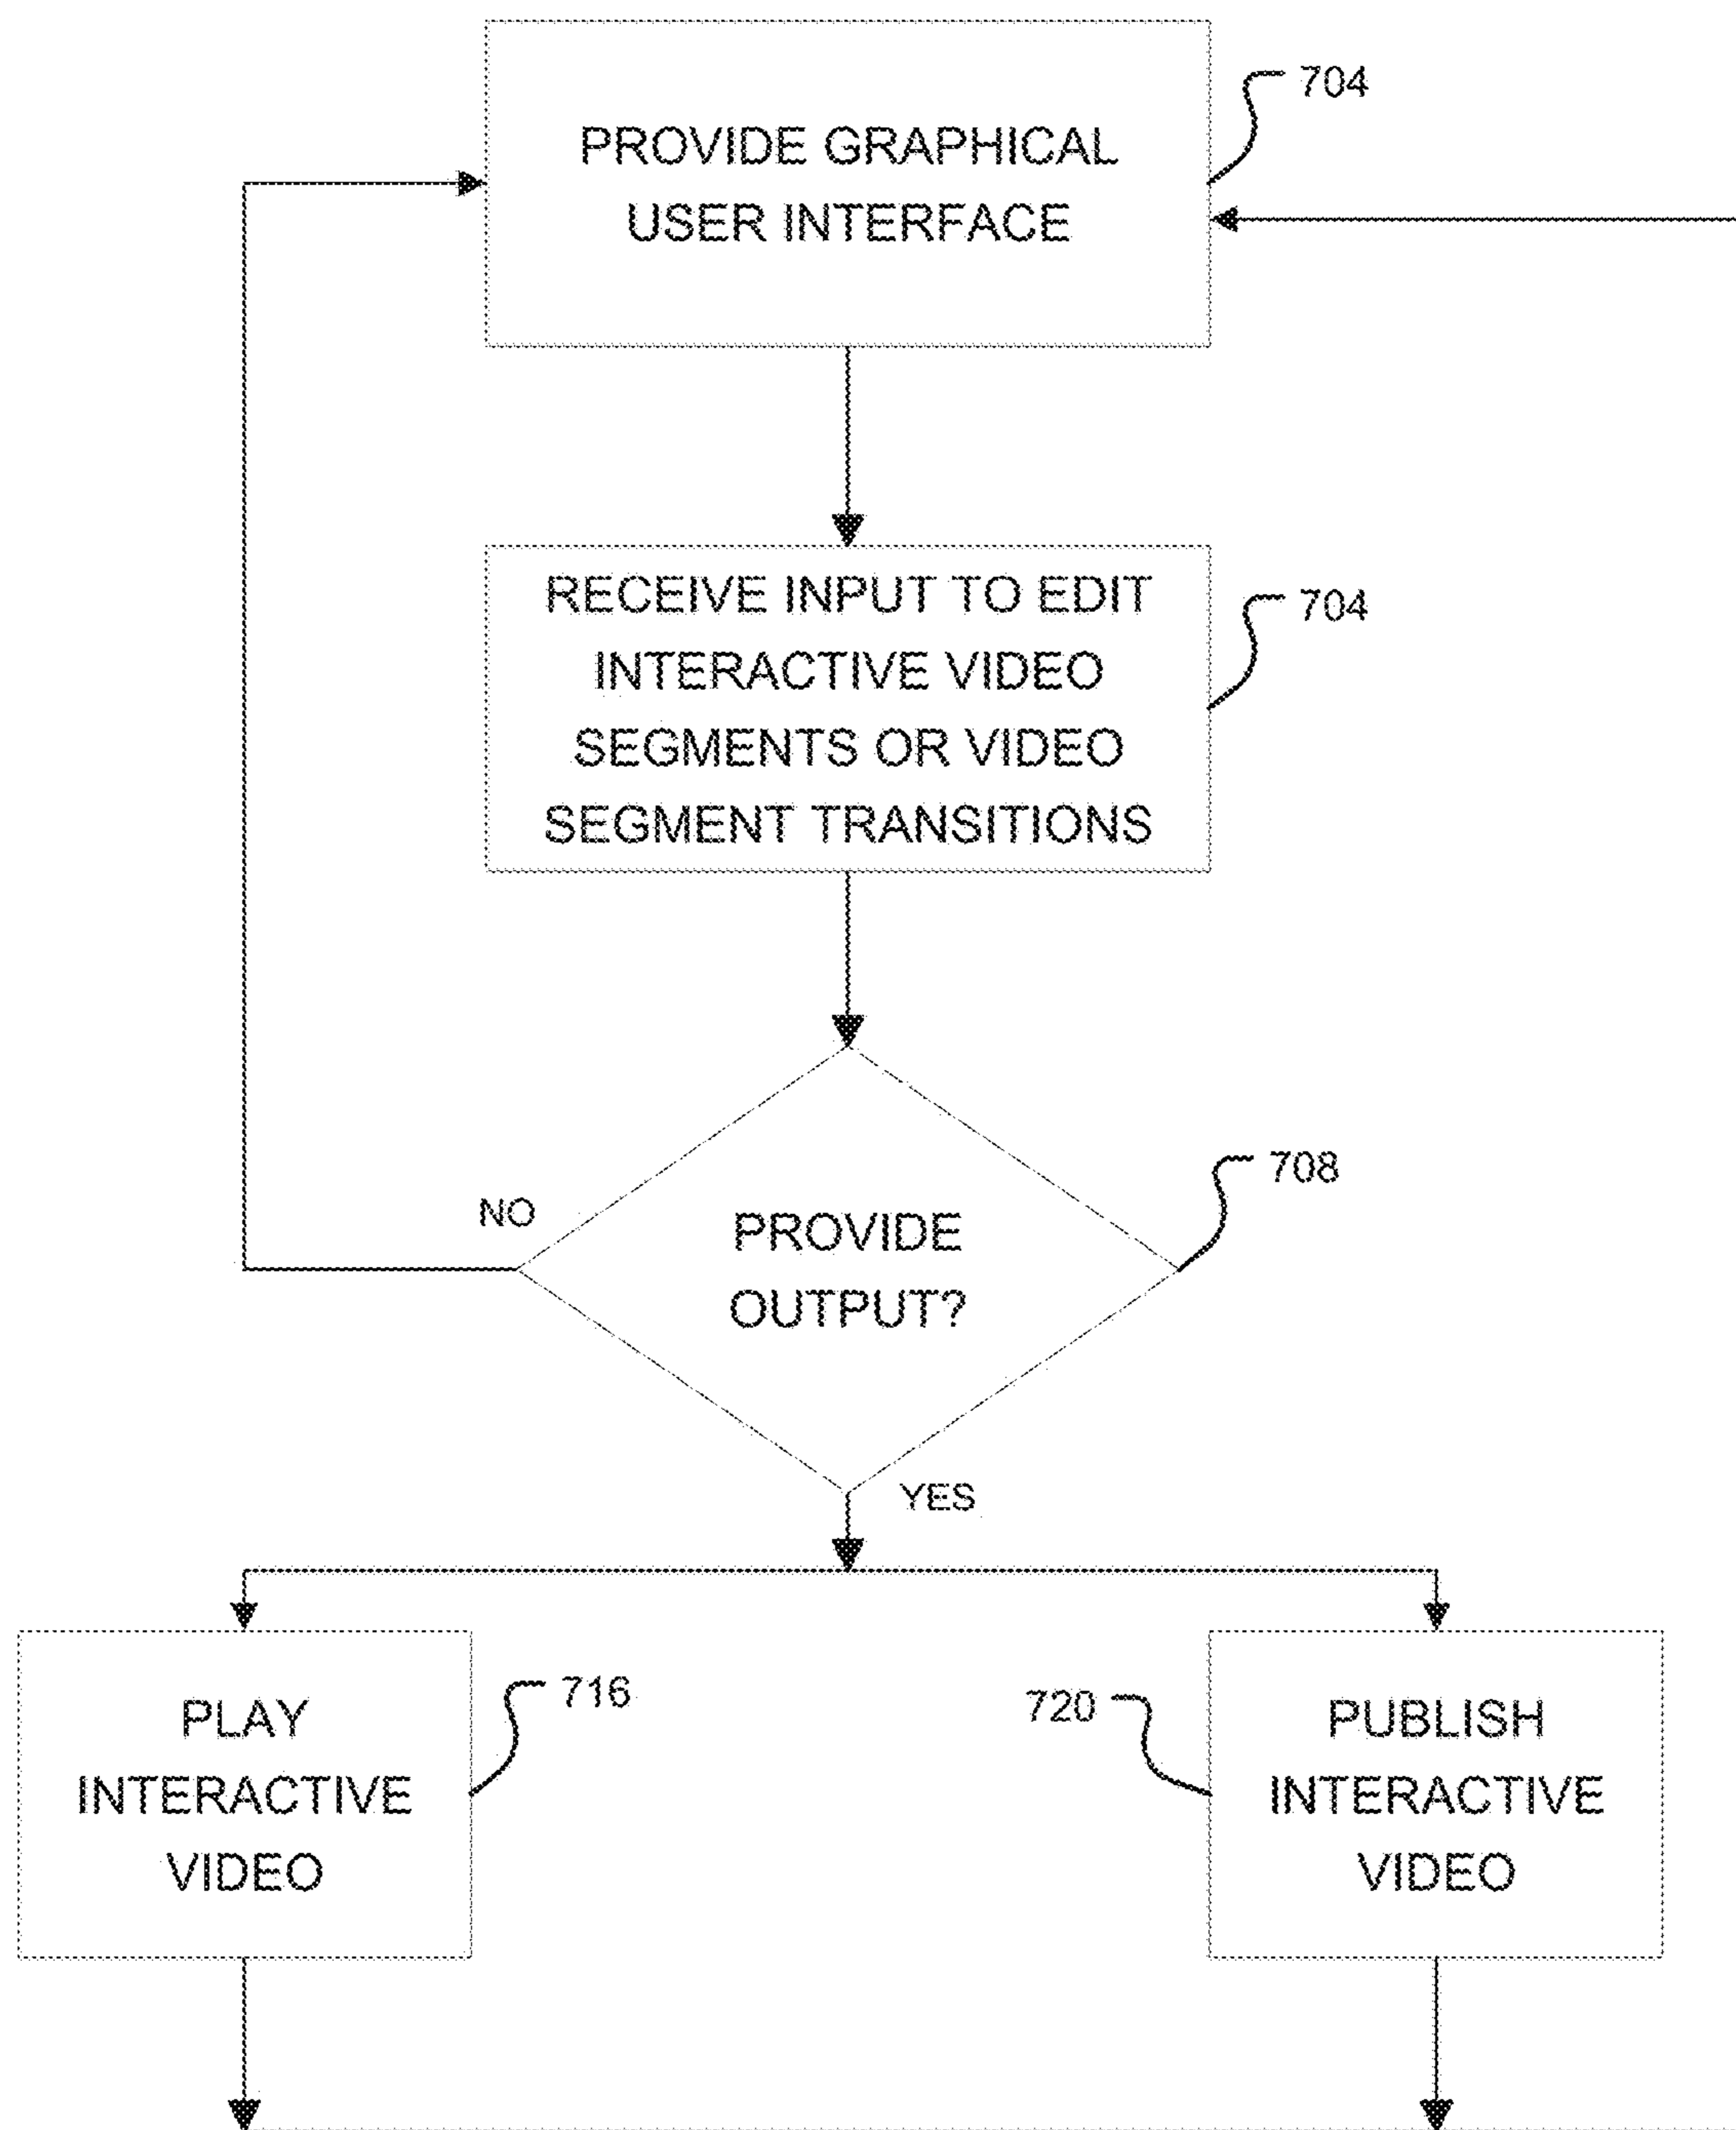 PROVIDE GRAPHICAL
USER INTERFACE
704
RECEIVE INPUT TO EDIT
INTERACTIVE VIDEO
SEGMENTS OR VIDEO
SEGMENT TRANSITIONS
704
PROVIDE
OUTPUT?
708
NO
YES
PLAY
INTERACTIVE
VIDEO
716
720
PUBLISH
INTERACTIVE
VIDEO